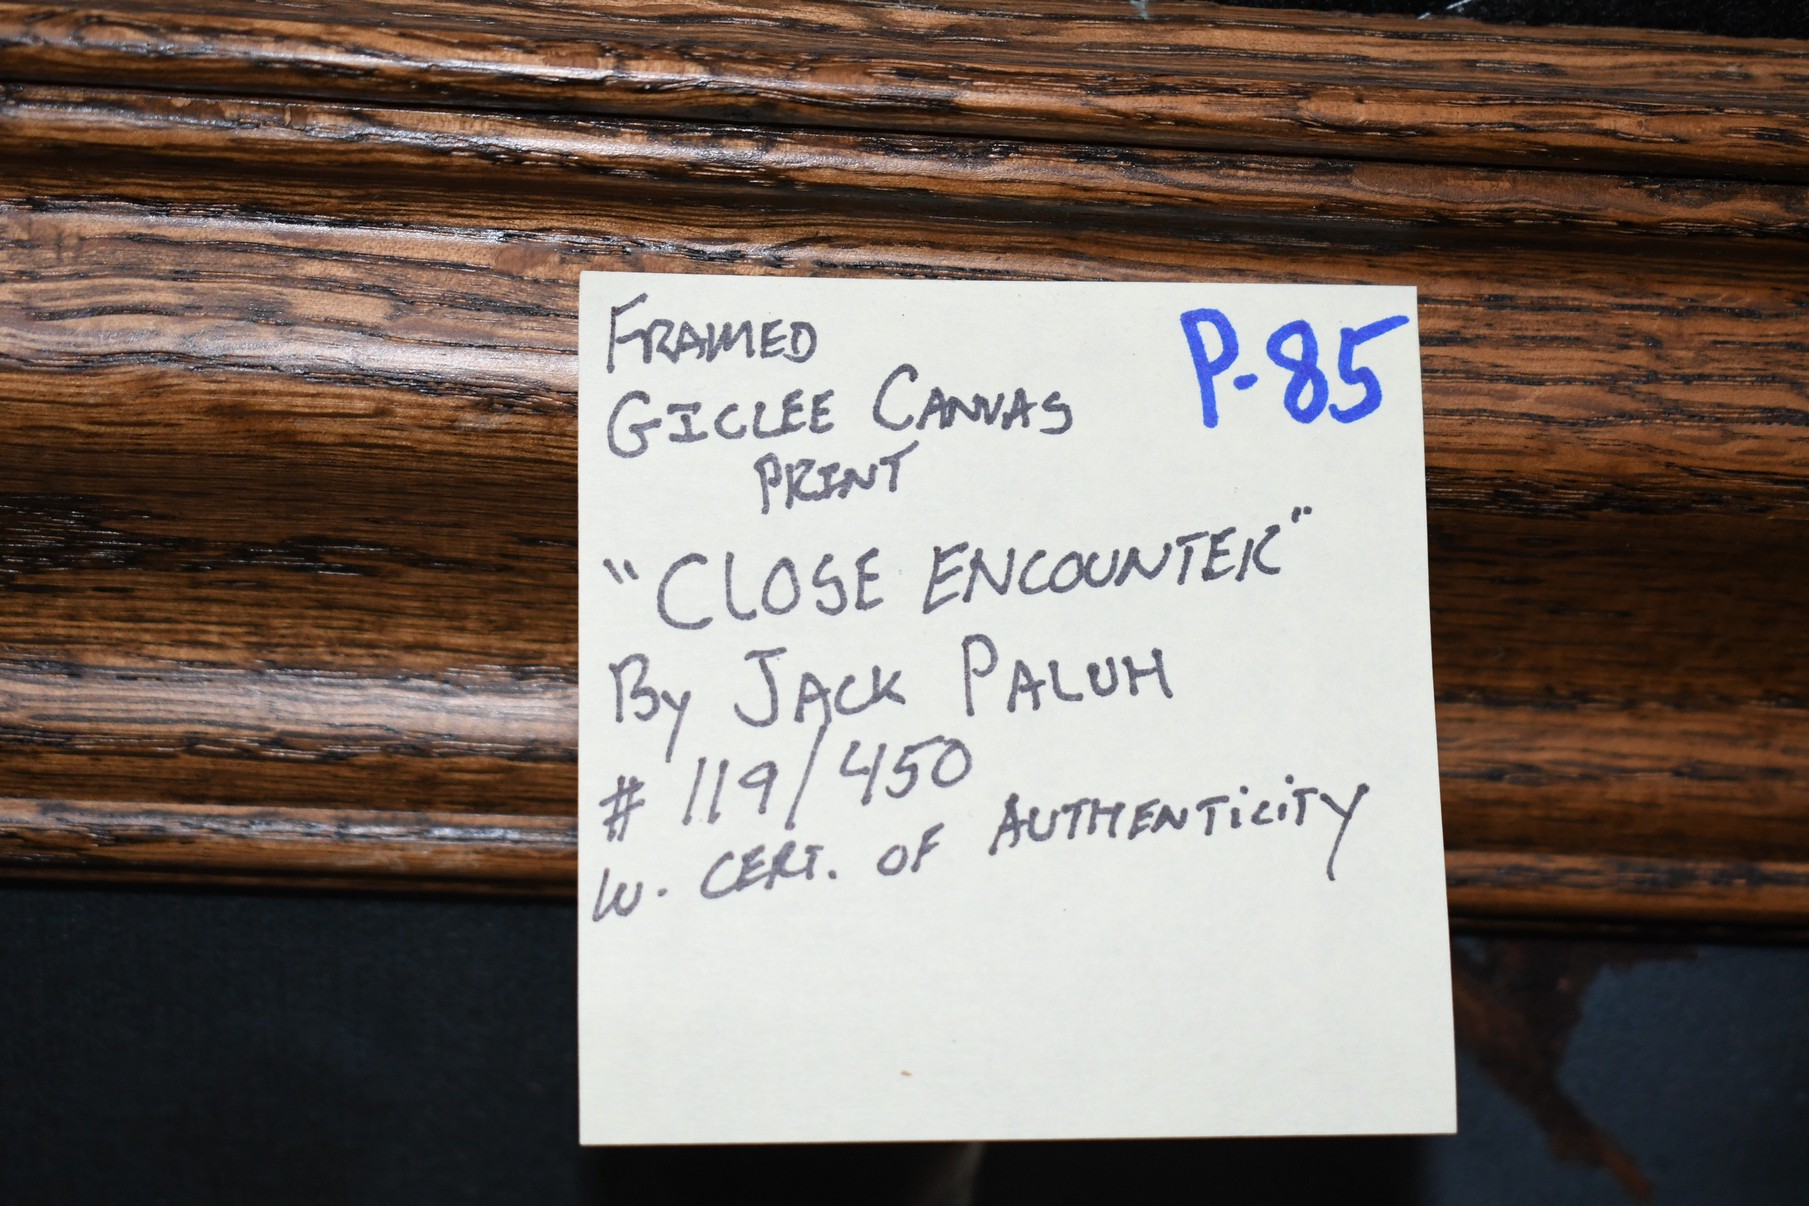 FRAMED
P-85
GICLEE CANVAS
PRINT
"CLOSE ENCOUNTER"
By JACK PALUH
# 119/450
W. CERT. OF AUTHENTiCiTY